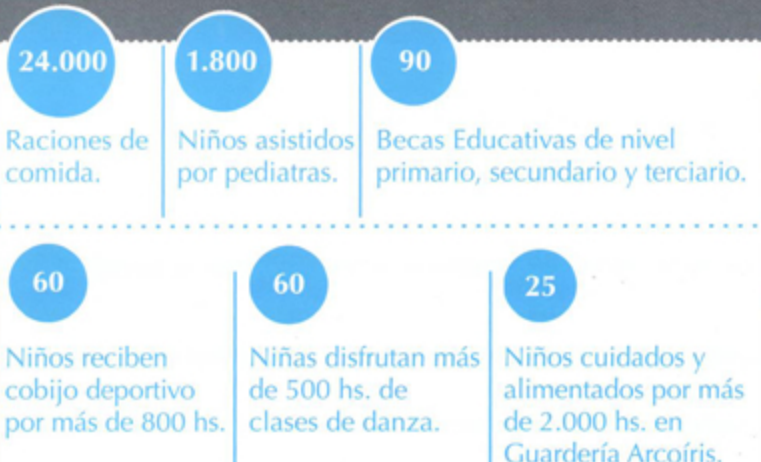 24.000
Raciones de
comida.
1.800
Niños asistidos
por pediatras.
90
Becas Educativas de nivel
primario, secundario y terciario.
60
Niños reciben
cobijo deportivo
por más de 800 hs.
60
Niñas disfrutan más
de 500 hs. de
clases de danza.
25
Niños cuidados y
alimentados por más
de 2.000 hs. en
Guardería Arcoíris.